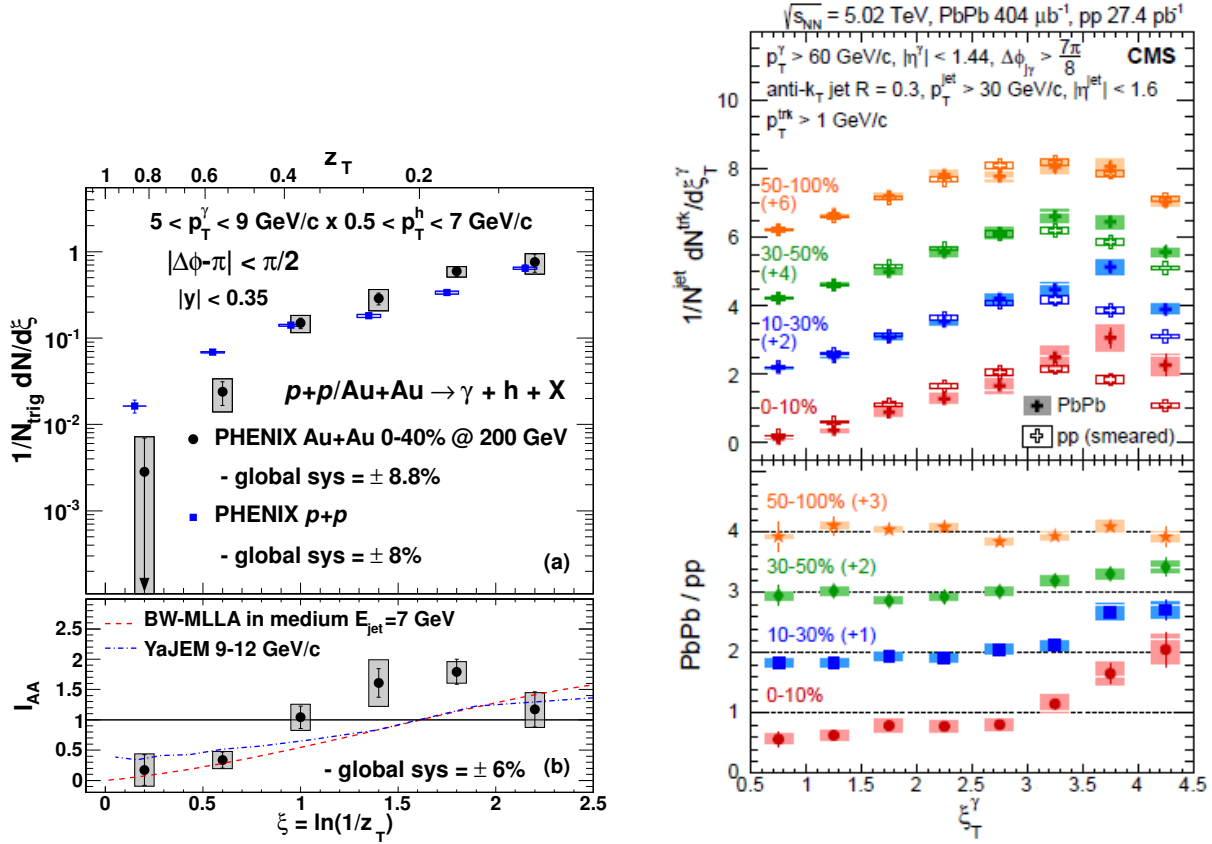 z_T
1 0.8 0.6 0.4 0.2
5 < p_T^γ < 9 GeV/c x 0.5 < p_T^h < 7 GeV/c
|Δϕ-π| < π/2
|y| < 0.35
p+p/Au+Au → γ + h + X
PHENIX Au+Au 0-40% @ 200 GeV
- global sys = ± 8.8%
PHENIX p+p
- global sys = ± 8%
(a)
1/N_trig dN/dξ
1
10^-1
10^-2
10^-3
BW-MLLA in medium E_jet=7 GeV
YaJEM 9-12 GeV/c
- global sys = ± 6%
(b)
I_AA
2.5
2
1.5
1
0.5
0
0 0.5 1.0 1.5 2.0 2.5
ξ = ln(1/z_T)
√s_NN = 5.02 TeV, PbPb 404 μb^-1, pp 27.4 pb^-1
p_T^γ > 60 GeV/c, |η^γ| < 1.44, Δϕ_jγ > 7π/8
CMS
anti-k_T jet R = 0.3, p_T^jet > 30 GeV/c, |η^jet| < 1.6
p_T^trk > 1 GeV/c
50-100%
(+6)
30-50%
(+4)
10-30%
(+2)
0-10%
PbPb
pp (smeared)
1/N^jet dN^trk/dξ_T^γ
10
8
6
4
2
0
50-100% (+3)
30-50% (+2)
10-30% (+1)
0-10%
PbPb / pp
4
3
2
1
0
0.5 1 1.5 2 2.5 3 3.5 4 4.5
ξ_T^γ